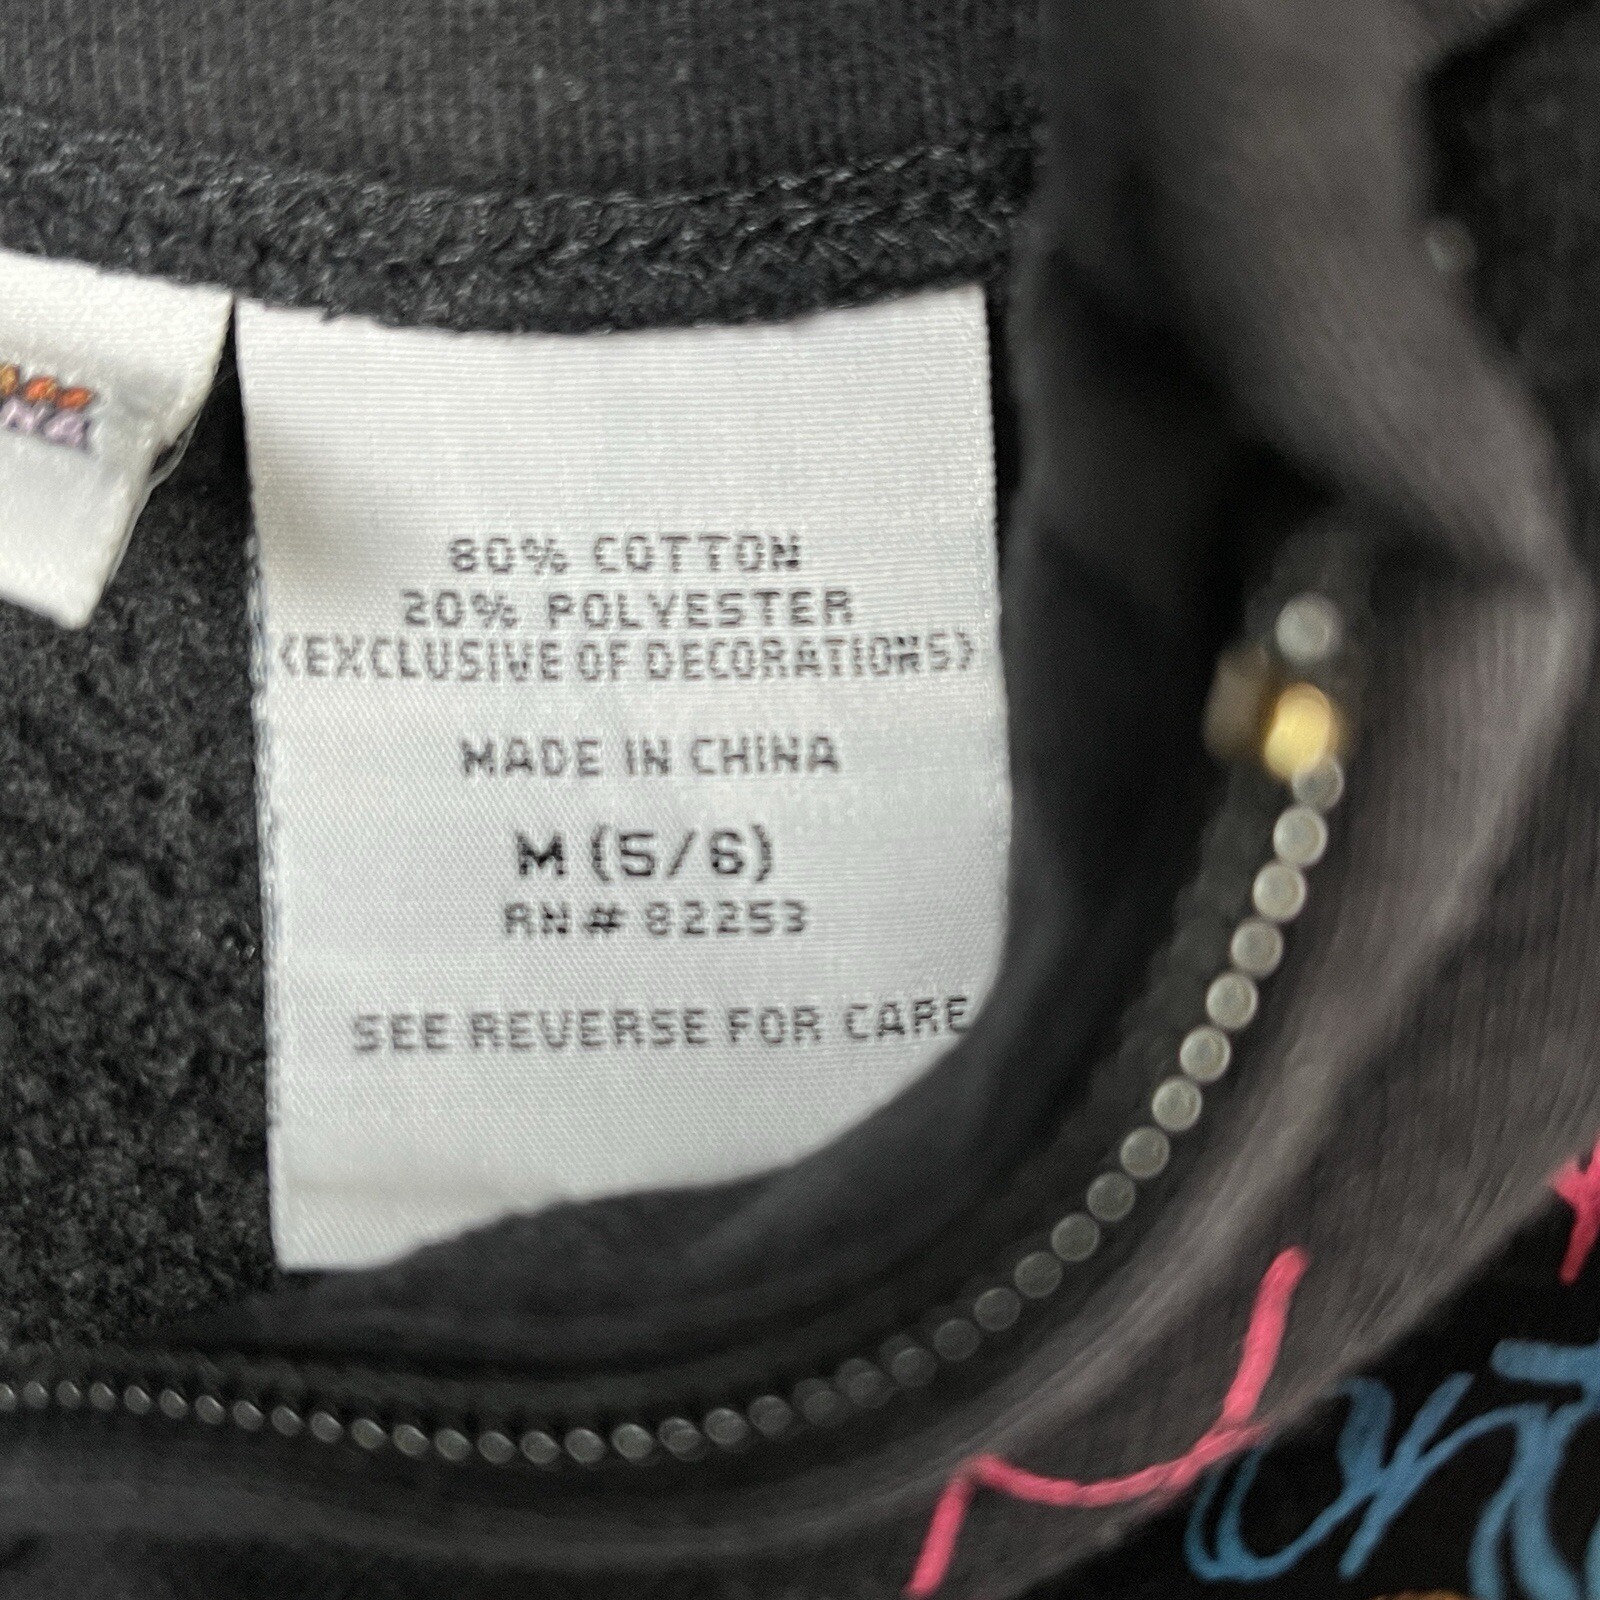 80% COTTON
20% POLYESTER
(EXCLUSIVE OF DECORATIONS)
MADE IN CHINA
M (5/6)
RN# 82253
SEE REVERSE FOR CARE